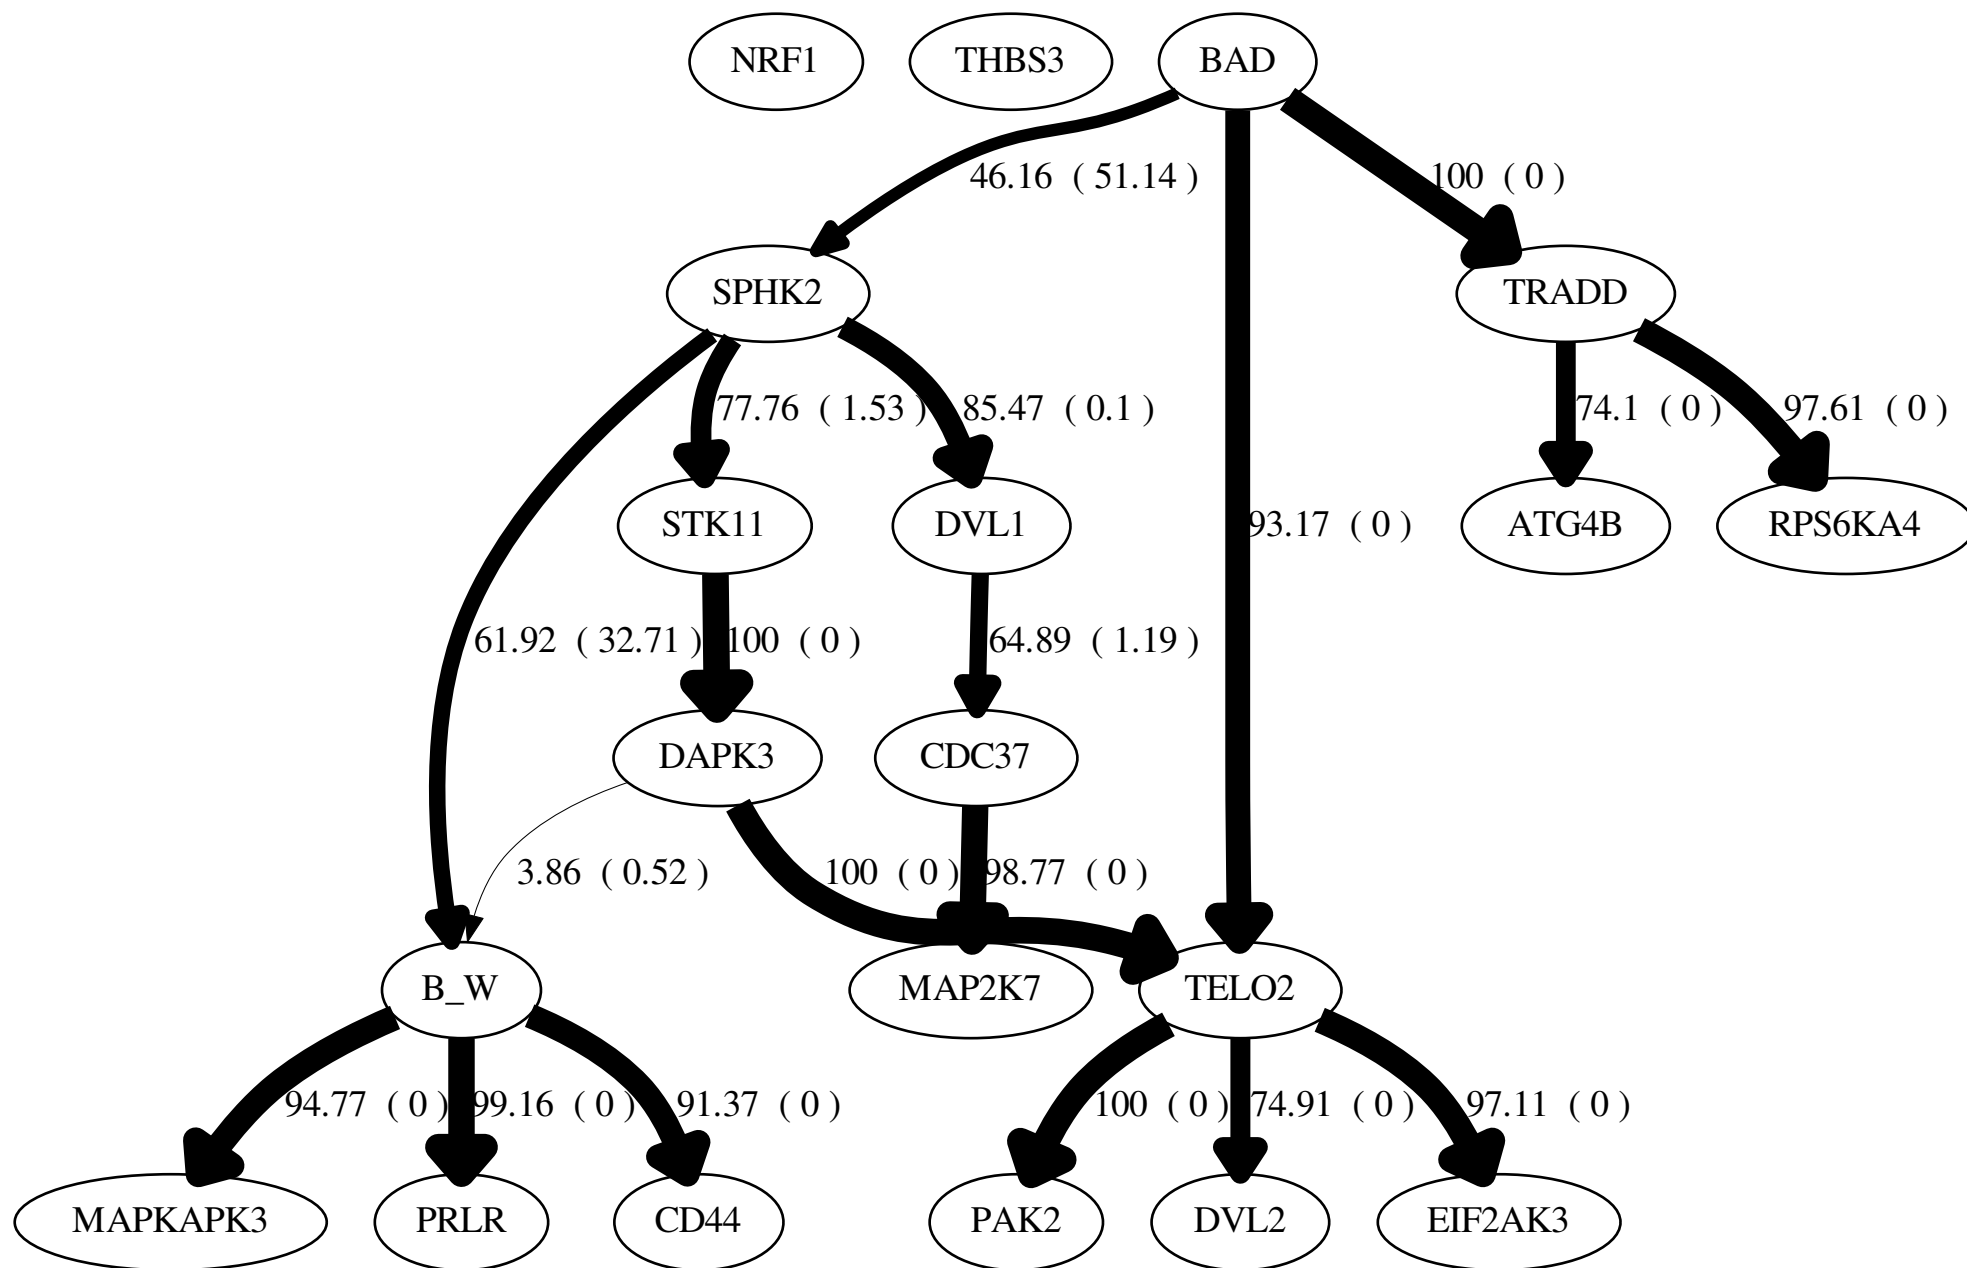 NRF1 THBS3 BAD
46.16 ( 51.14 ) 100 ( 0 )
SPHK2 TRADD
77.76 ( 1.53 ) 85.47 ( 0.1 ) 74.1 ( 0 ) 97.61 ( 0 )
STK11 DVL1 93.17 ( 0 ) ATG4B RPS6KA4
61.92 ( 32.71 ) 100 ( 0 ) 64.89 ( 1.19 )
DAPK3 CDC37
3.86 ( 0.52 ) 100 ( 0 ) 98.77 ( 0 )
B_W MAP2K7 TELO2
94.77 ( 0 ) 99.16 ( 0 ) 91.37 ( 0 ) 100 ( 0 ) 74.91 ( 0 ) 97.11 ( 0 )
MAPKAPK3 PRLR CD44 PAK2 DVL2 EIF2AK3